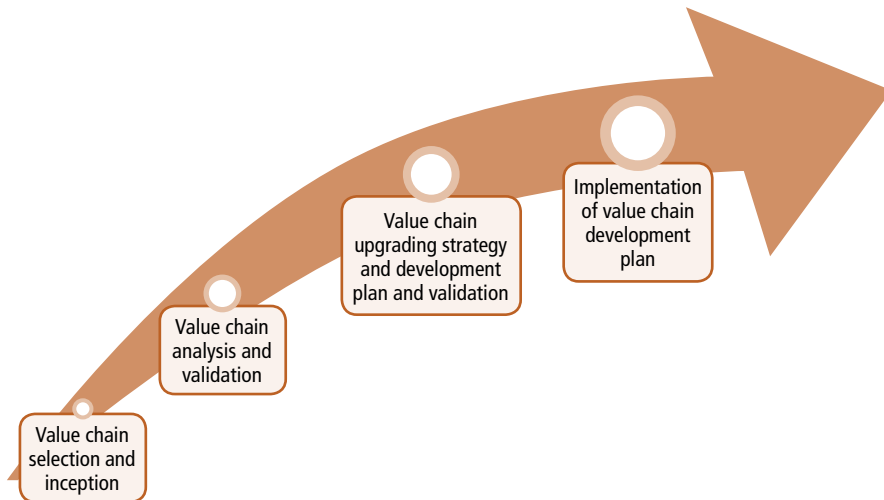 Value chain
selection and
inception
Value chain
analysis and
validation
Value chain
upgrading strategy
and development
plan and validation
Implementation
of value chain
development
plan